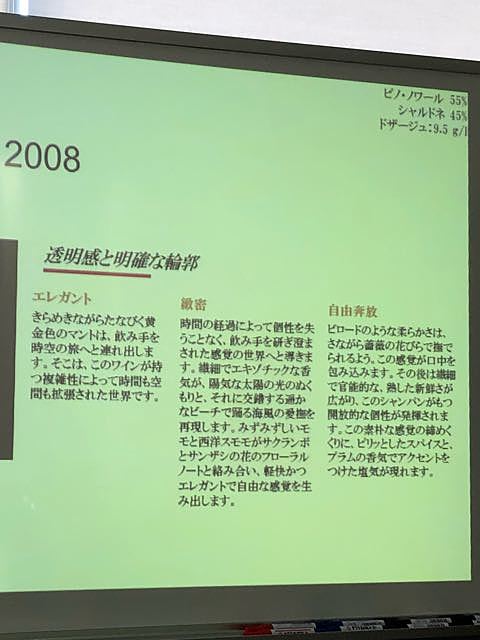 ピノ・ノワール 55%
シャルドネ 45%
ドザージュ:9.5 g/l
2008
透明感と明確な輪郭
エレガント
きらめきながらたなびく黄
金色のマントは、飲み手を
時空の旅へと連れ出しま
す。そこは、このワインが持
つ複雑性によって時間も空
間も拡張された世界です。
緻密
時間の経過によって個性を失
うことなく、飲み手を研ぎ澄ま
された感覚の世界へと導きま
す。繊細でエキゾチックな香
気が、陽気な太陽の光のぬく
もりと、それに交錯する遥か
なビーチで踊る海風の愛撫を
再現します。みずみずしいモ
モと西洋スモモがサクランボ
とサンザシの花のフローラル
ノートと絡み合い、軽快かつ
エレガントで自由な感覚を生
み出します。
自由奔放
ビロードのような柔らかさは、
さながら薔薇の花びらで撫で
られるよう。この感覚が口中を
包み込みます。その後は繊細
で官能的な、熟した新鮮さが
広がり、このシャンパンがもつ
開放的な個性が発揮されま
す。この素朴な感覚の締めく
くりに、ピリッとしたスパイスと、
プラムの香気でアクセントを
つけた塩気が現れます。